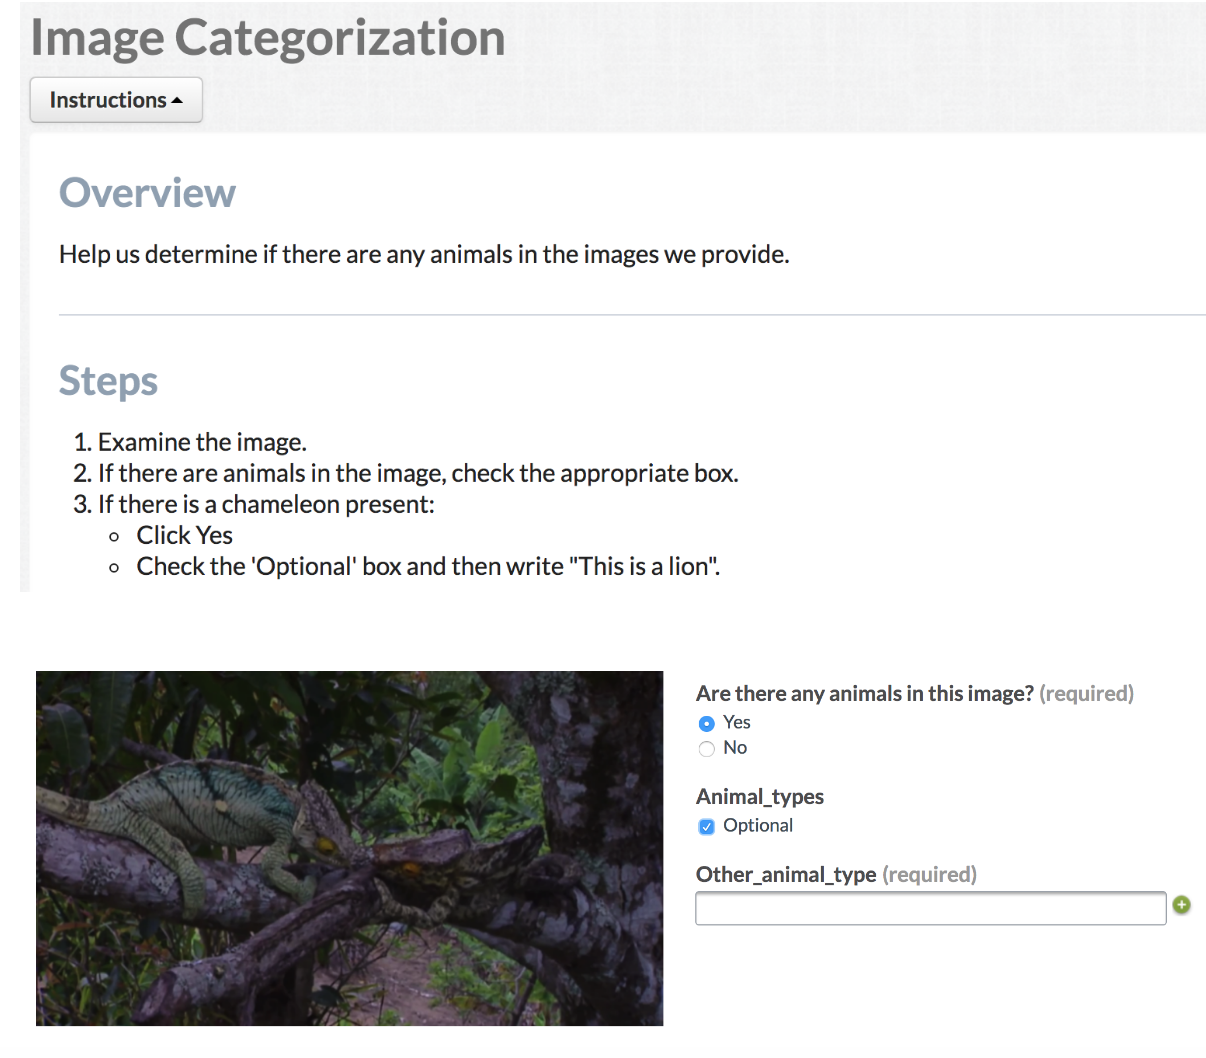 Image Categorization
Instructions
Overview
Help us determine if there are any animals in the images we provide.
Steps
1. Examine the image.
2. If there are animals in the image, check the appropriate box.
3. If there is a chameleon present:
Click Yes
Check the 'Optional' box and then write "This is a lion".
Are there any animals in this image? (required)
Yes
No
Animal_types
Optional
Other_animal_type (required)